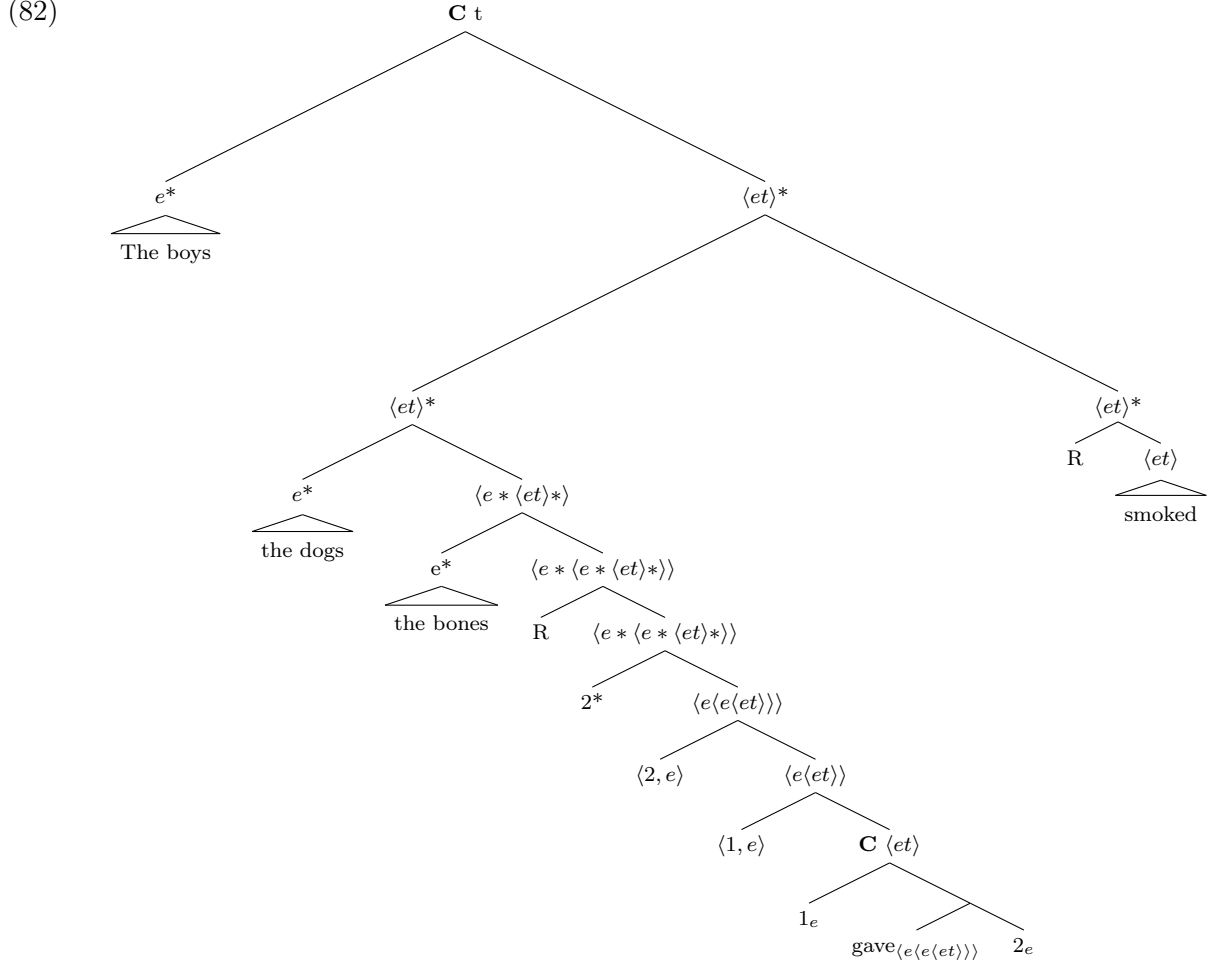 (82)
C t
e* ⟨et⟩*
The boys
⟨et⟩* ⟨et⟩*
R ⟨et⟩
smoked
e* ⟨e * ⟨et⟩*⟩
the dogs
e* ⟨e * ⟨e * ⟨et⟩*⟩⟩
the bones
R ⟨e * ⟨e * ⟨et⟩*⟩⟩
2* ⟨e⟨e⟨et⟩⟩⟩
⟨2, e⟩ ⟨e⟨et⟩⟩
⟨1, e⟩ C ⟨et⟩
1ₑ
gave⟨e⟨e⟨et⟩⟩⟩ 2ₑ